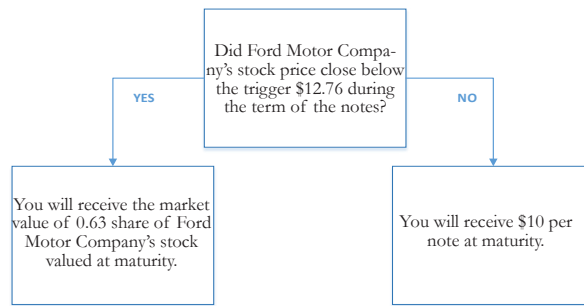 Did Ford Motor Compa-
ny's stock price close below
the trigger $12.76 during
the term of the notes?
YES
NO
You will receive the market
value of 0.63 share of Ford
Motor Company's stock
valued at maturity.
You will receive $10 per
note at maturity.